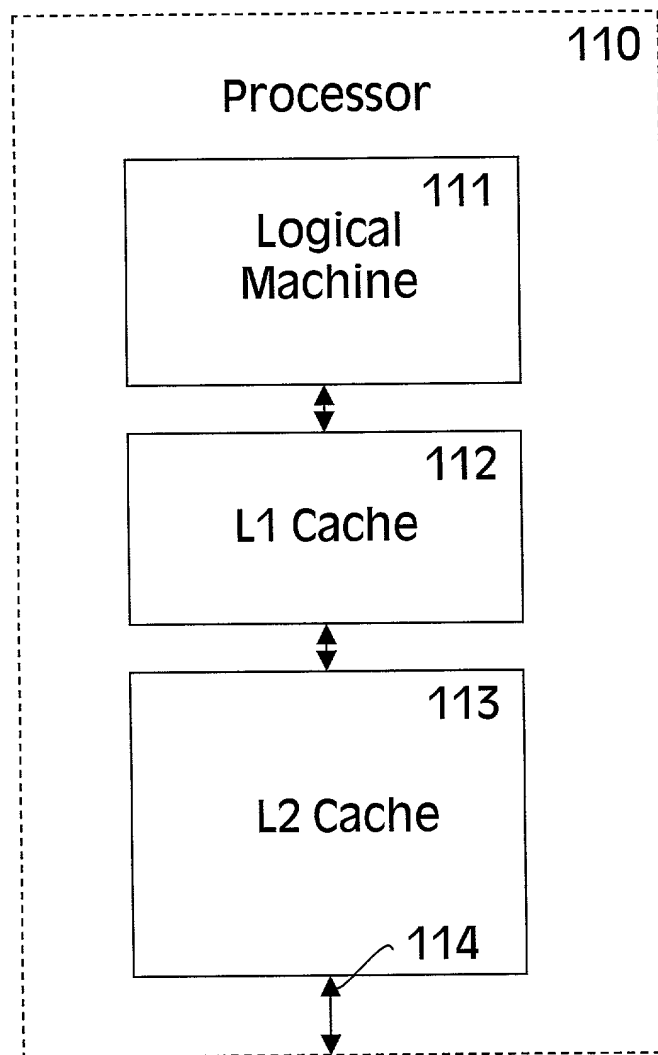 110
Processor
111
Logical
Machine
112
L1 Cache
113
L2 Cache
114